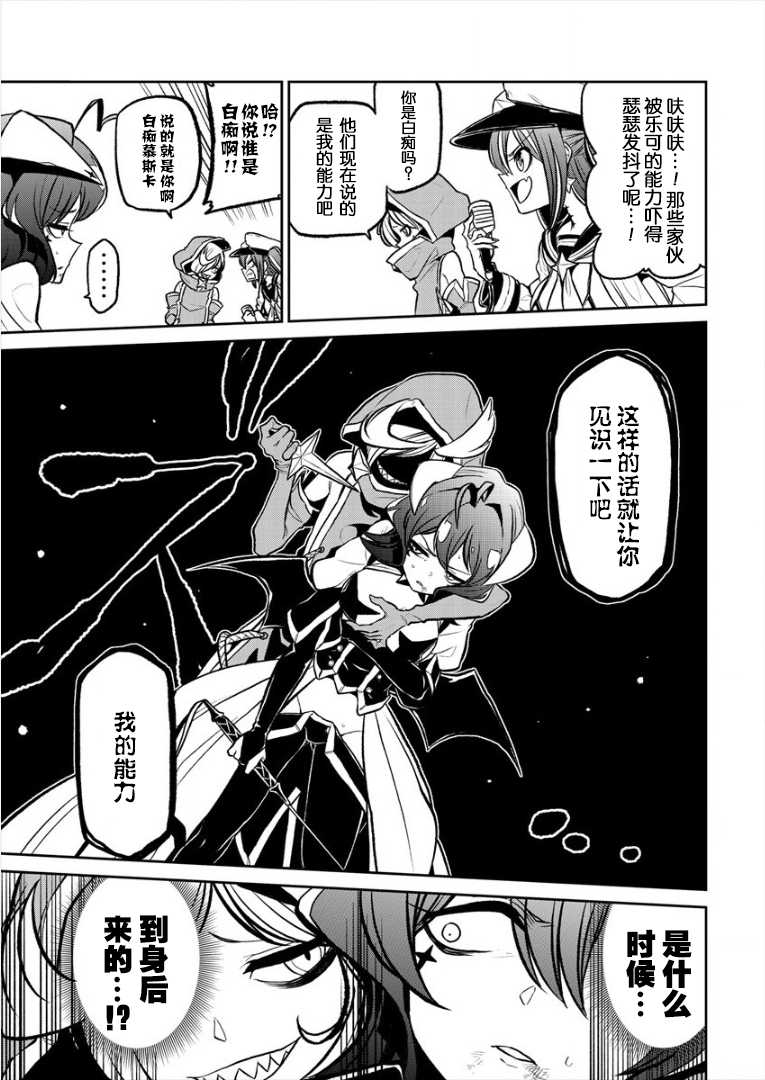 呋呋呋…！那些家伙
被乐可的能力吓得
瑟瑟发抖了呢…！
你是白痴吗？
他们现在说的
是我的能力吧
哈！？
你说谁是
白痴啊！！
说的就是你啊
白痴慕斯卡
……
这样的话就让你
见识一下吧
我的能力
是什么
时候…
到身后
来的…！？